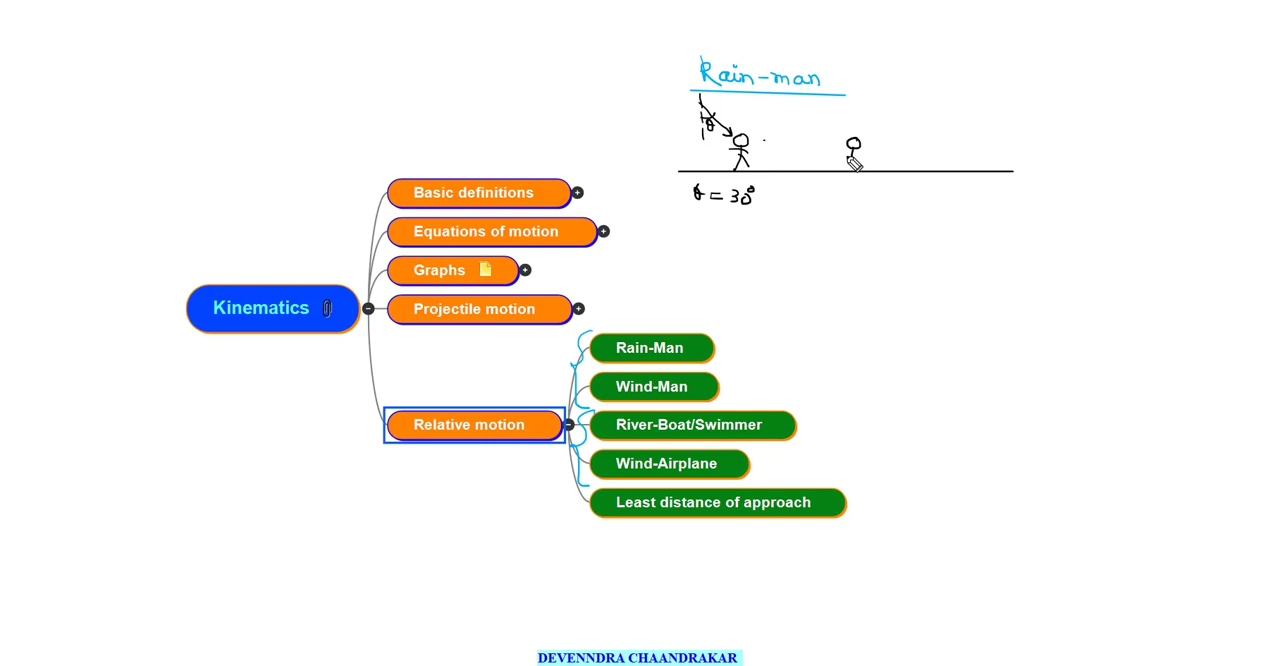 Rain-man
θ
θ = 30°
Basic definitions
Equations of motion
Graphs
Projectile motion
Kinematics
Rain-Man
Wind-Man
Relative motion
River-Boat/Swimmer
Wind-Airplane
Least distance of approach
DEVENNDRA CHAANDRAKAR